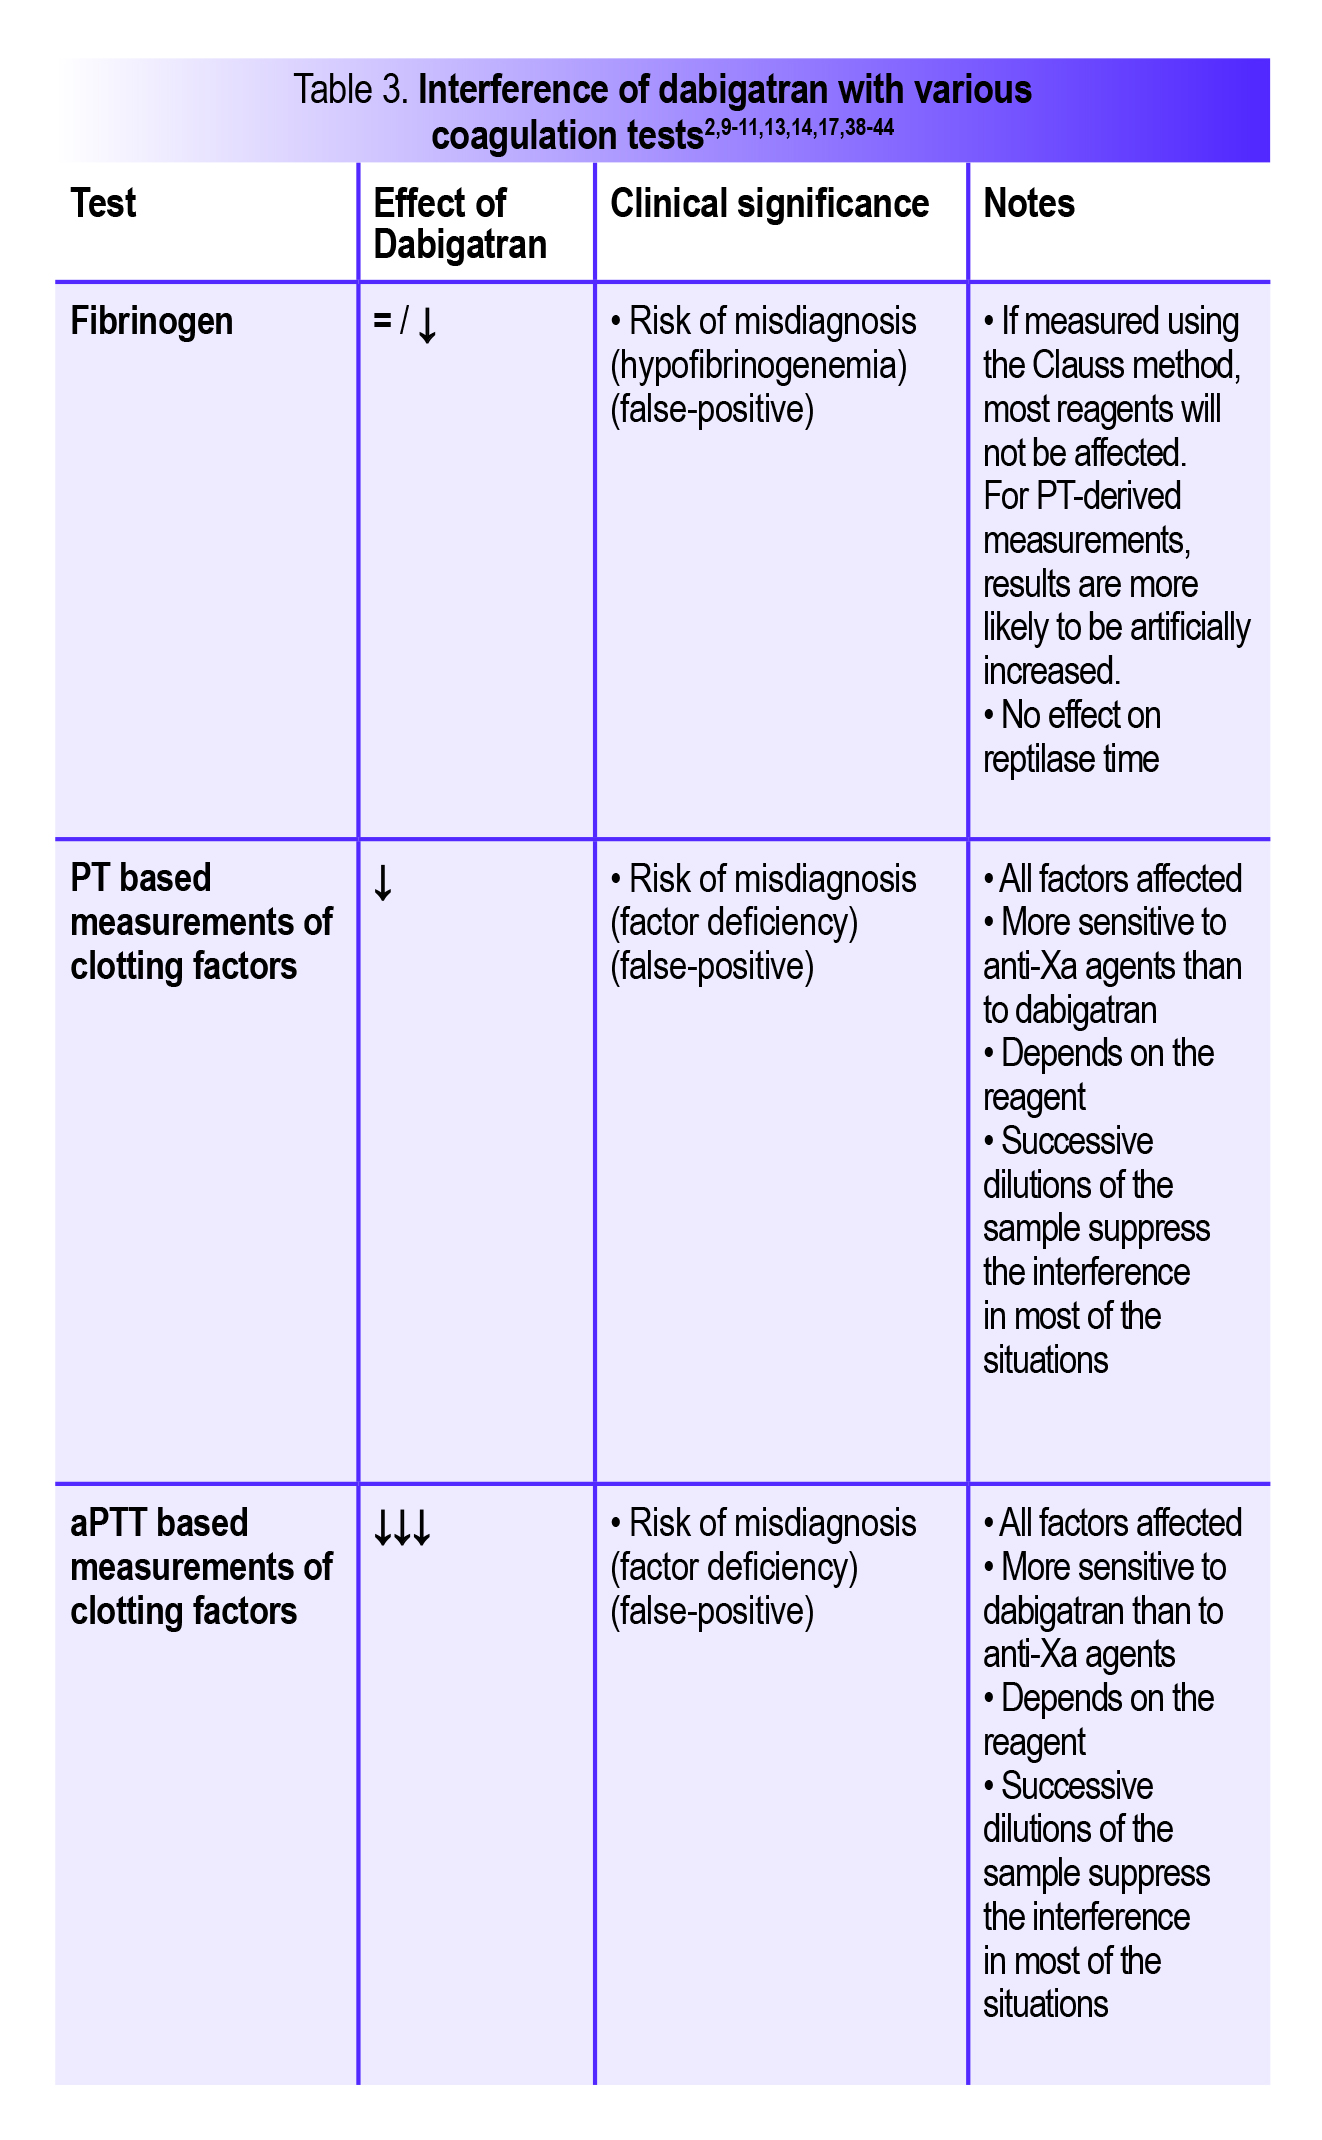 Table 3. Interference of dabigatran with various
coagulation tests2,9-11,13,14,17,38-44
Test
Effect of
Dabigatran
Clinical significance
Notes
Fibrinogen
= / ↓
• Risk of misdiagnosis
(hypofibrinogenemia)
(false-positive)
• If measured using
the Clauss method,
most reagents will
not be affected.
For PT-derived
measurements,
results are more
likely to be artificially
increased.
• No effect on
reptilase time
PT based
measurements of
clotting factors
↓
• Risk of misdiagnosis
(factor deficiency)
(false-positive)
• All factors affected
• More sensitive to
anti-Xa agents than
to dabigatran
• Depends on the
reagent
• Successive
dilutions of the
sample suppress
the interference
in most of the
situations
aPTT based
measurements of
clotting factors
↓↓↓
• Risk of misdiagnosis
(factor deficiency)
(false-positive)
• All factors affected
• More sensitive to
dabigatran than to
anti-Xa agents
• Depends on the
reagent
• Successive
dilutions of the
sample suppress
the interference
in most of the
situations